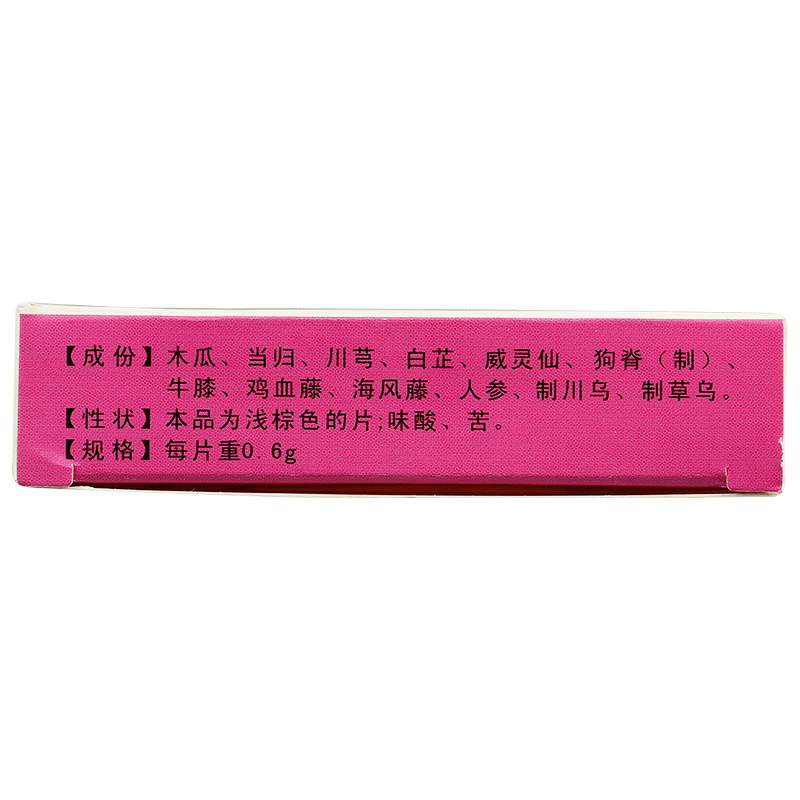 【成份】木瓜、当归、川芎、白芷、威灵仙、狗脊（制）、
牛膝、鸡血藤、海风藤、人参、制川乌、制草乌。
【性状】本品为浅棕色的片;味酸、苦。
【规格】每片重0.6g